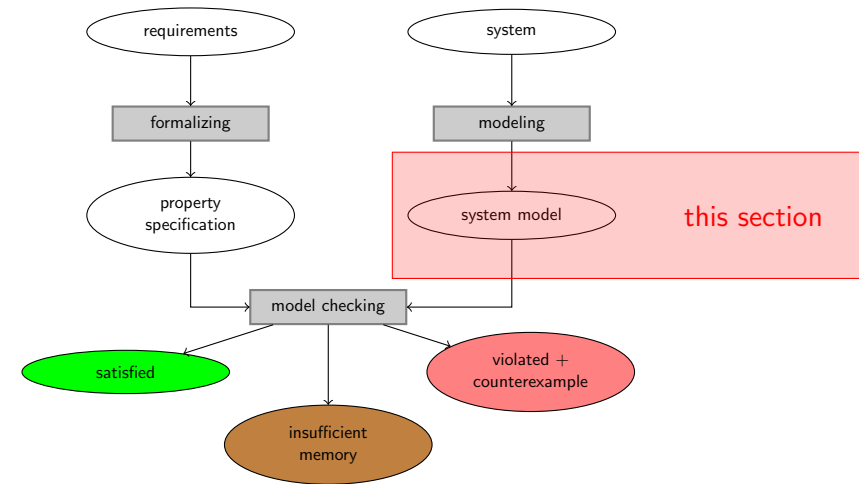 requirements
system
formalizing
modeling
property
specification
system model
this section
model checking
satisfied
violated +
counterexample
insufficient
memory